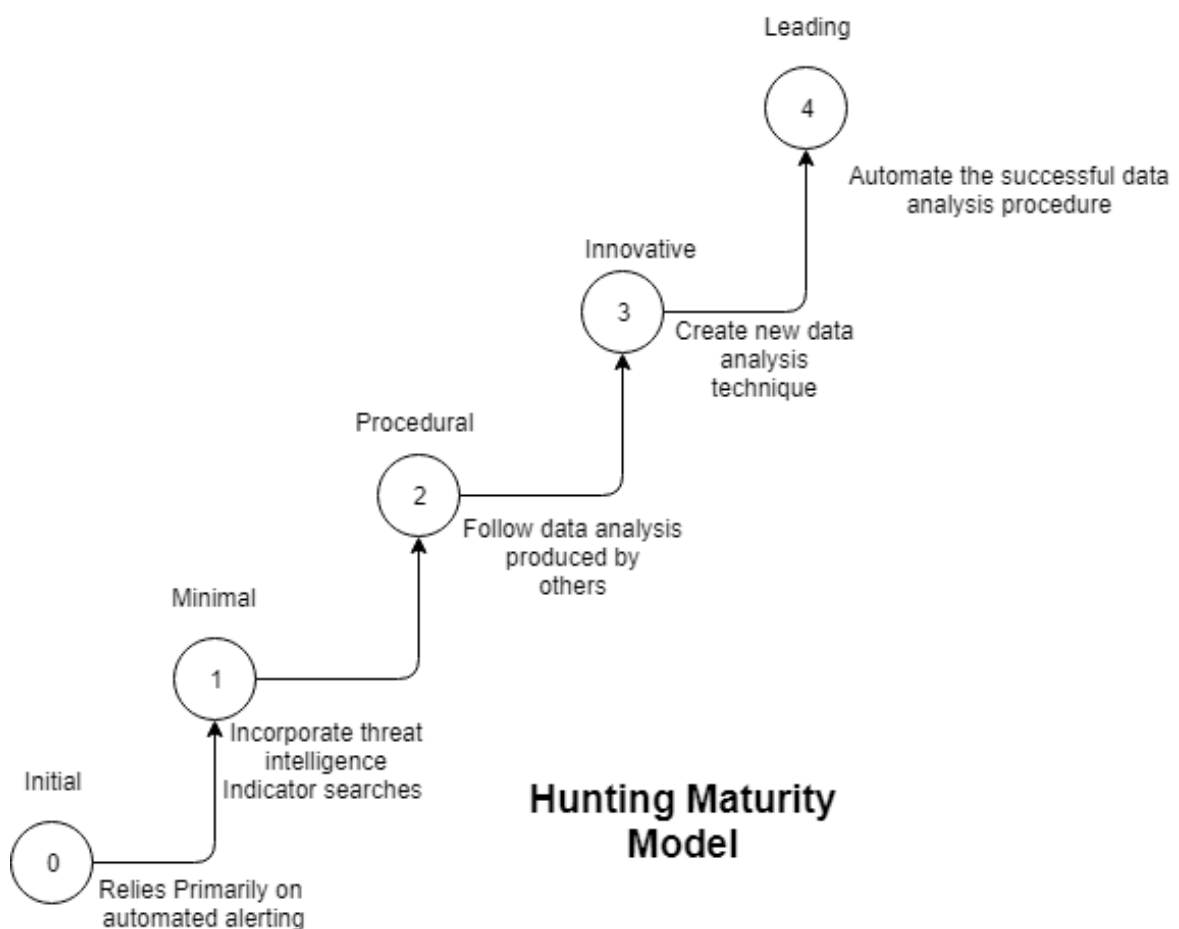 Leading
4
Automate the successful data
analysis procedure
Innovative
3
Create new data
analysis
technique
Procedural
2
Follow data analysis
produced by
others
Minimal
1
Incorporate threat
intelligence
Indicator searches
Initial
0
Relies Primarily on
automated alerting
Hunting Maturity
Model